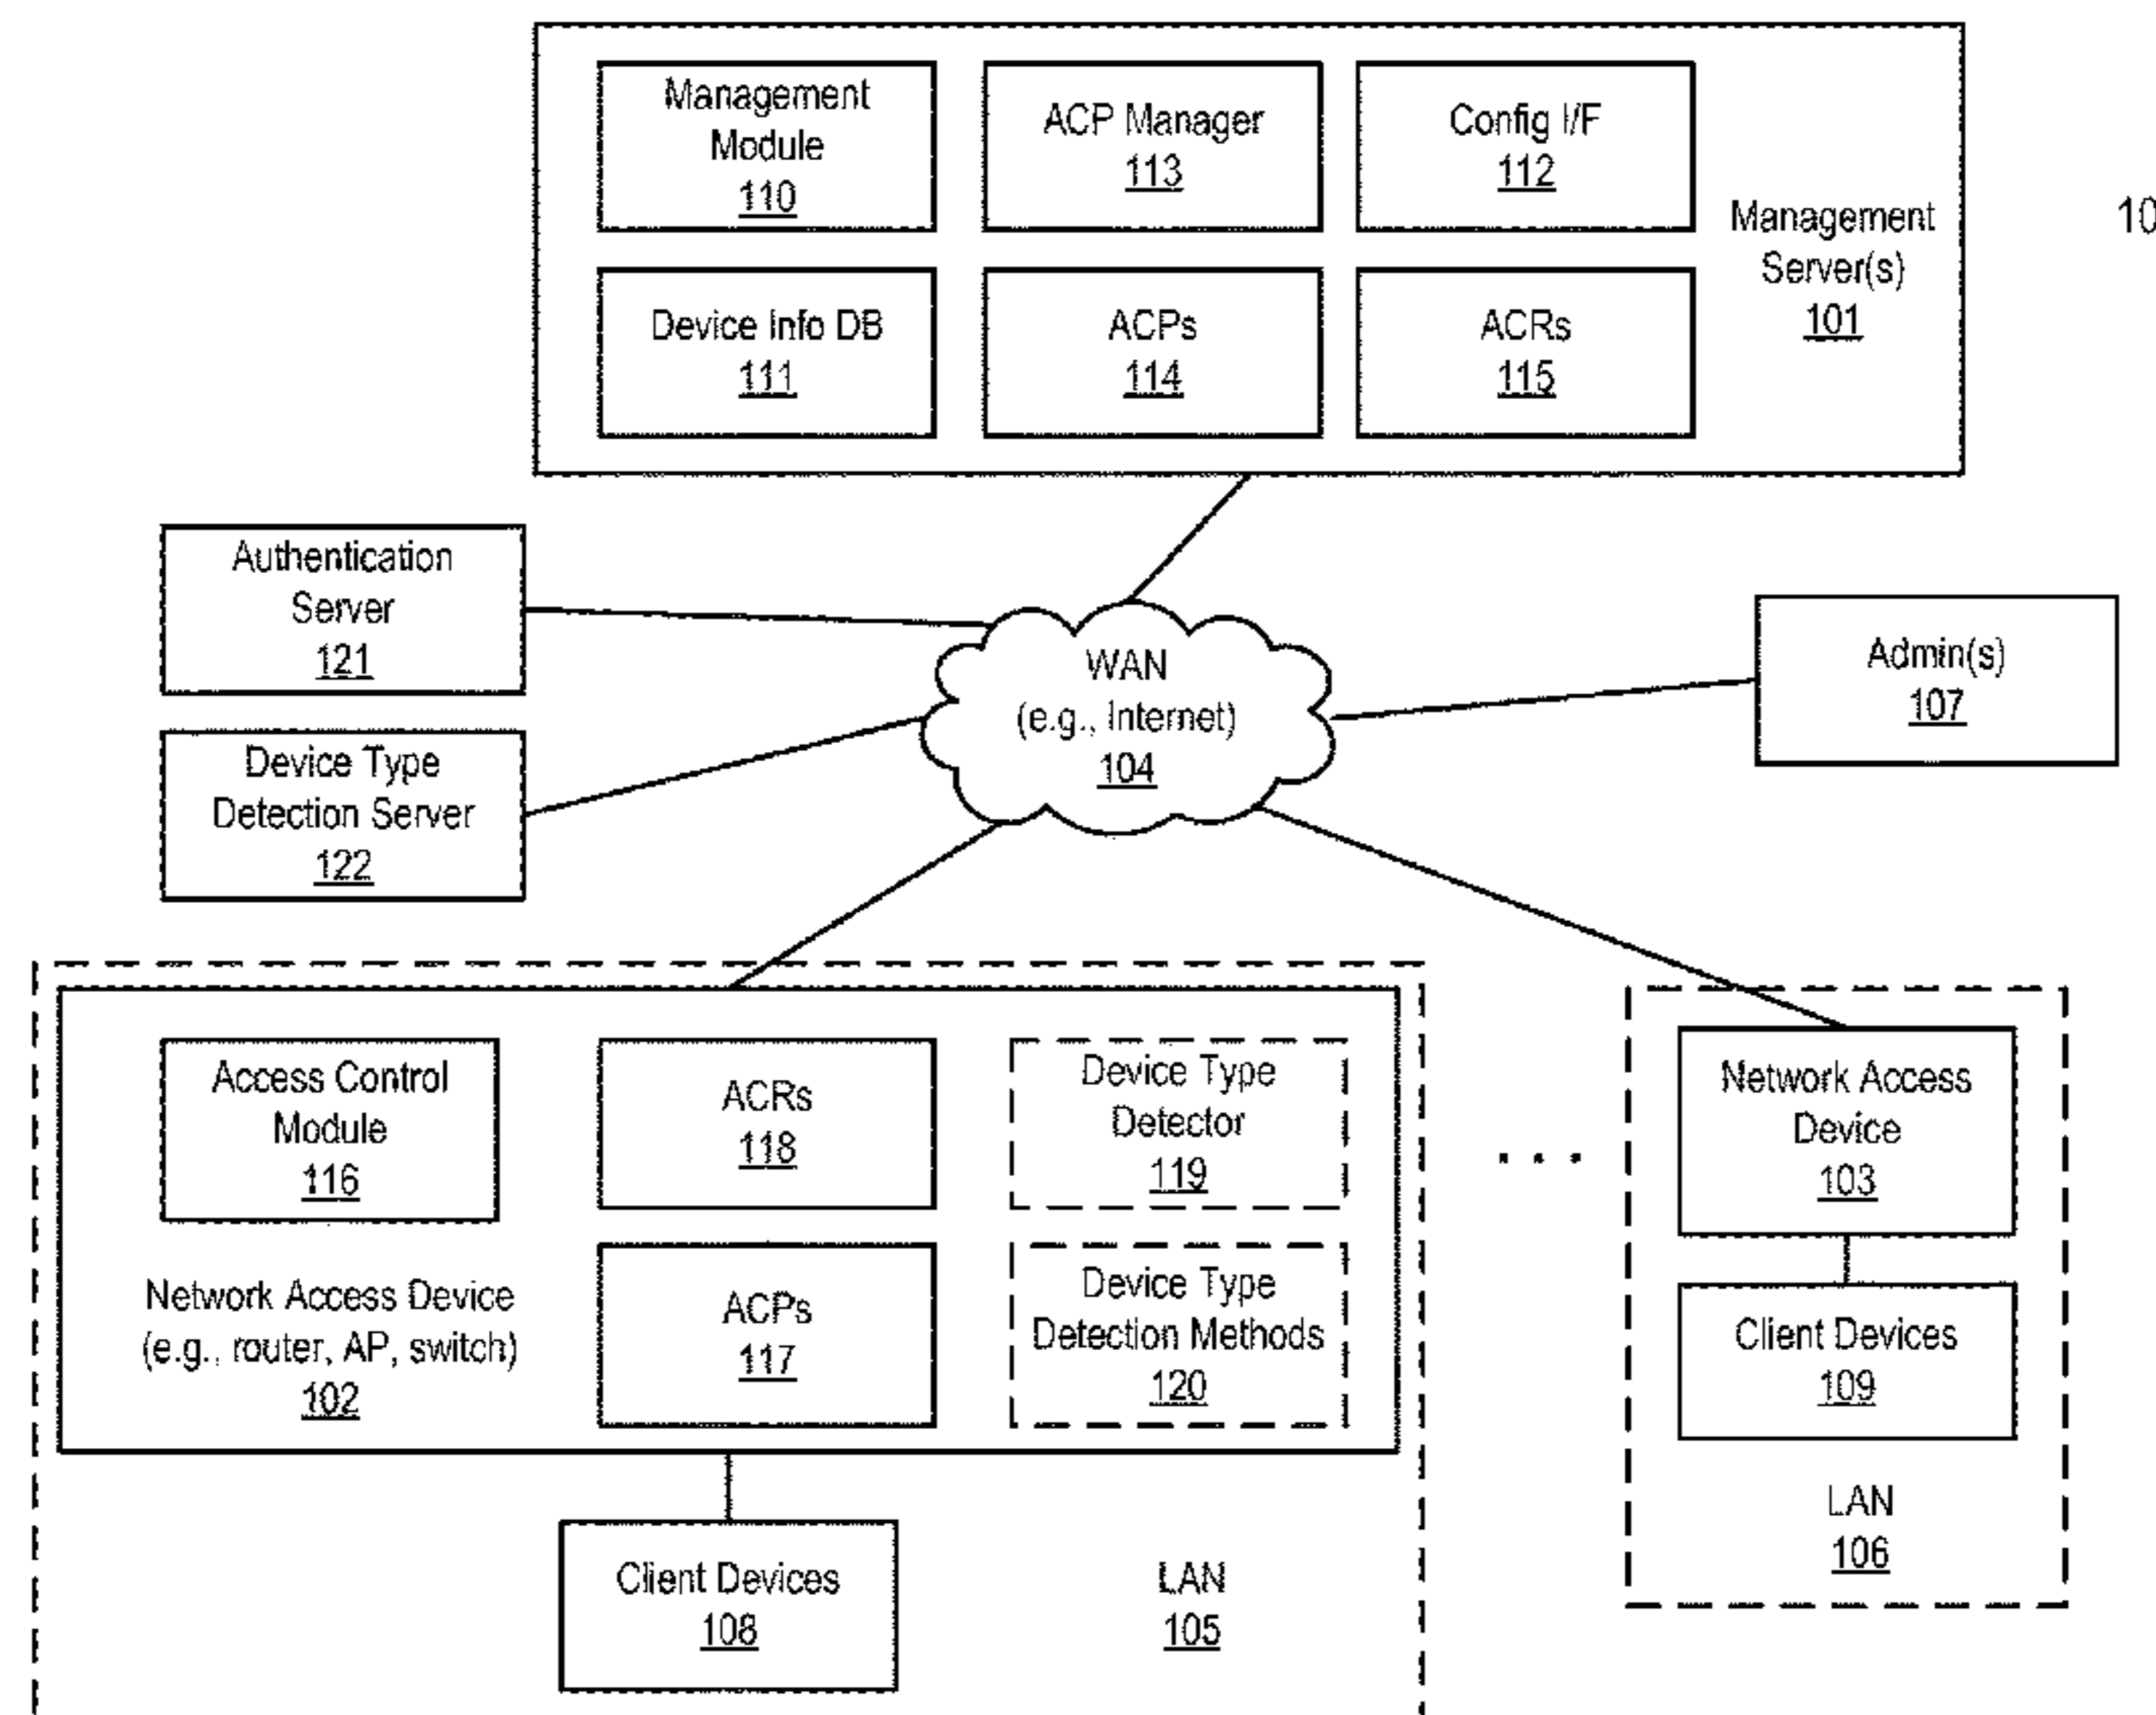 Management
Module
110
ACP Manager
113
Config I/F
112
Management
Server(s)
101
10
Device Info DB
111
ACPs
114
ACRs
115
Authentication
Server
121
WAN
(e.g., Internet)
104
Admin(s)
107
Device Type
Detection Server
122
Access Control
Module
116
ACRs
118
Device Type
Detector
119
. . .
Network Access
Device
103
Network Access Device
(e.g., router, AP, switch)
102
ACPs
117
Device Type
Detection Methods
120
Client Devices
109
LAN
106
Client Devices
108
LAN
105